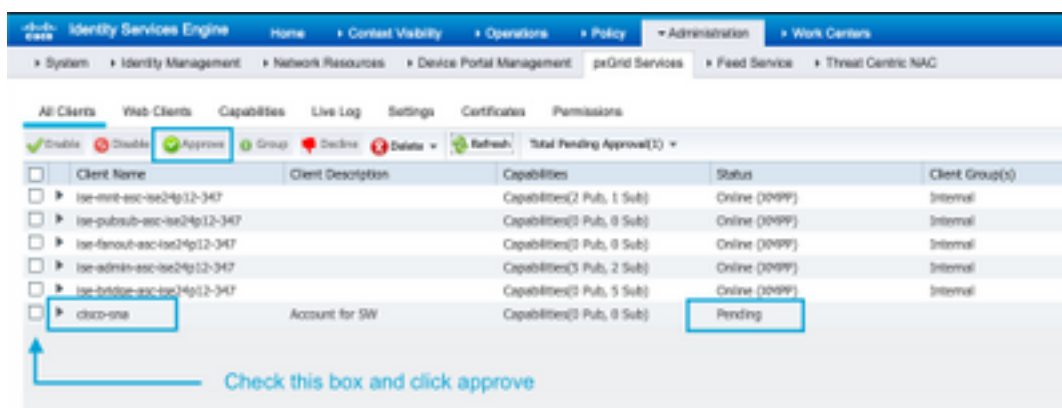 cisco Identity Services Engine Home Context Visibility Operations Policy Administration Work Centers
System Identity Management Network Resources Device Portal Management pxGrid Services Feed Service Threat Centric NAC
All Clients Web Clients Capabilities Live Log Settings Certificates Permissions
Enable Disable Approve Group Decline Delete Refresh Total Pending Approval(1)
Client Name Client Description Capabilities Status Client Group(s)
ise-mnt-asc-ise24p12-347 Capabilities(2 Pub, 1 Sub) Online (XMPP) Internal
ise-pubsub-asc-ise24p12-347 Capabilities(0 Pub, 0 Sub) Online (XMPP) Internal
ise-fanout-asc-ise24p12-347 Capabilities(0 Pub, 0 Sub) Online (XMPP) Internal
ise-admin-asc-ise24p12-347 Capabilities(5 Pub, 2 Sub) Online (XMPP) Internal
ise-bridge-asc-ise24p12-347 Capabilities(0 Pub, 5 Sub) Online (XMPP) Internal
cisco-sna Account for SW Capabilities(0 Pub, 0 Sub) Pending
Check this box and click approve